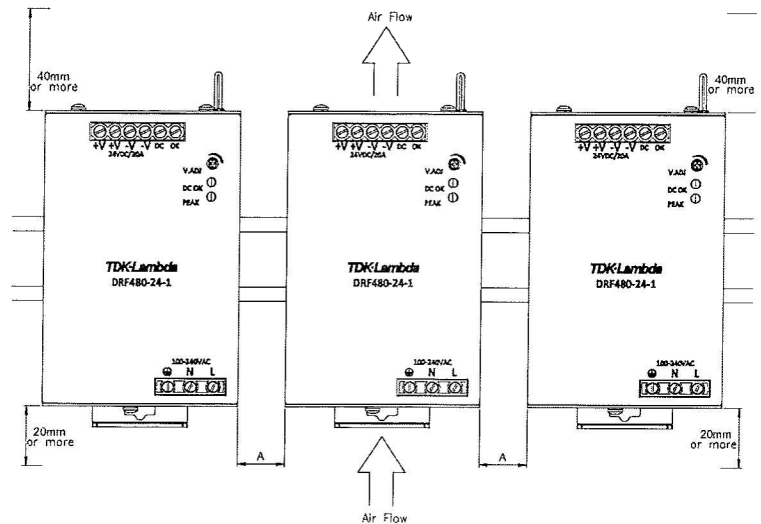 Air Flow
40mm
or more
40mm
or more
+V +V -V -V DC OK
24VDC/20A
V.ADJ
DC OK
PEAK
TDK-Lambda
DRF480-24-1
100-240VAC
N L
+V +V -V -V DC OK
24VDC/20A
V.ADJ
DC OK
PEAK
TDK-Lambda
DRF480-24-1
100-240VAC
N L
+V +V -V -V DC OK
24VDC/20A
V.ADJ
DC OK
PEAK
TDK-Lambda
DRF480-24-1
100-240VAC
N L
20mm
or more
A
A
20mm
or more
Air Flow